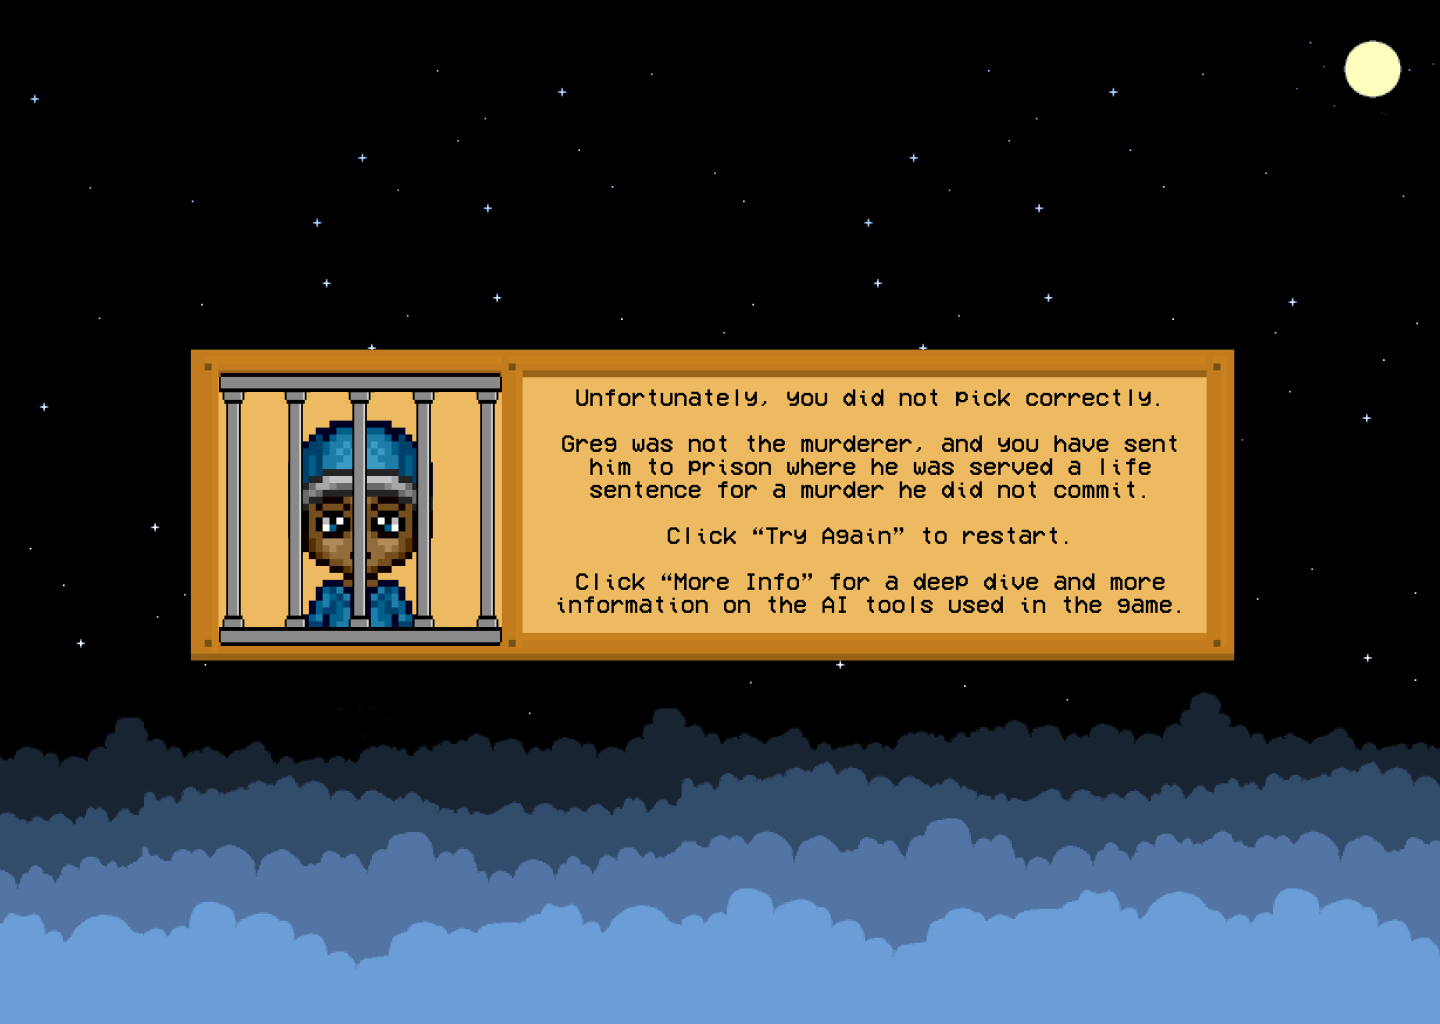 Unfortunately, you did not pick correctly.
Greg was not the murderer, and you have sent
him to prison where he was served a life
sentence for a murder he did not commit.
Click “Try Again” to restart.
Click “More Info” for a deep dive and more
information on the AI tools used in the game.